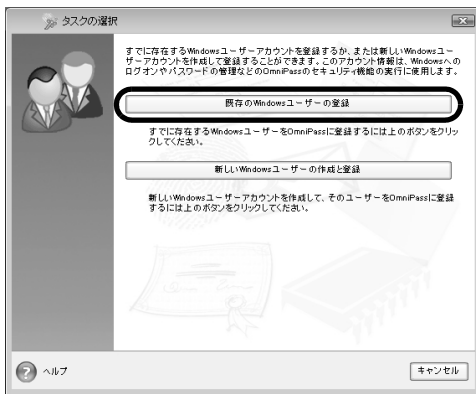 タスクの選択
すでに存在するWindowsユーザーアカウントを登録するか、または新しいWindowsユー
ザーアカウントを作成して登録することができます。このアカウント情報は、Windowsへの
ログオンやパスワードの管理などのOmniPassのセキュリティ機能の実行に使用します。
既存のWindowsユーザーの登録
すでに存在するWindowsユーザーをOmniPassに登録するには上のボタンをクリッ
クしてください。
新しいWindowsユーザーの作成と登録
新しいWindowsユーザーアカウントを作成して、そのユーザーをOmniPassに登録
するには上のボタンをクリックしてください。
ヘルプ
キャンセル